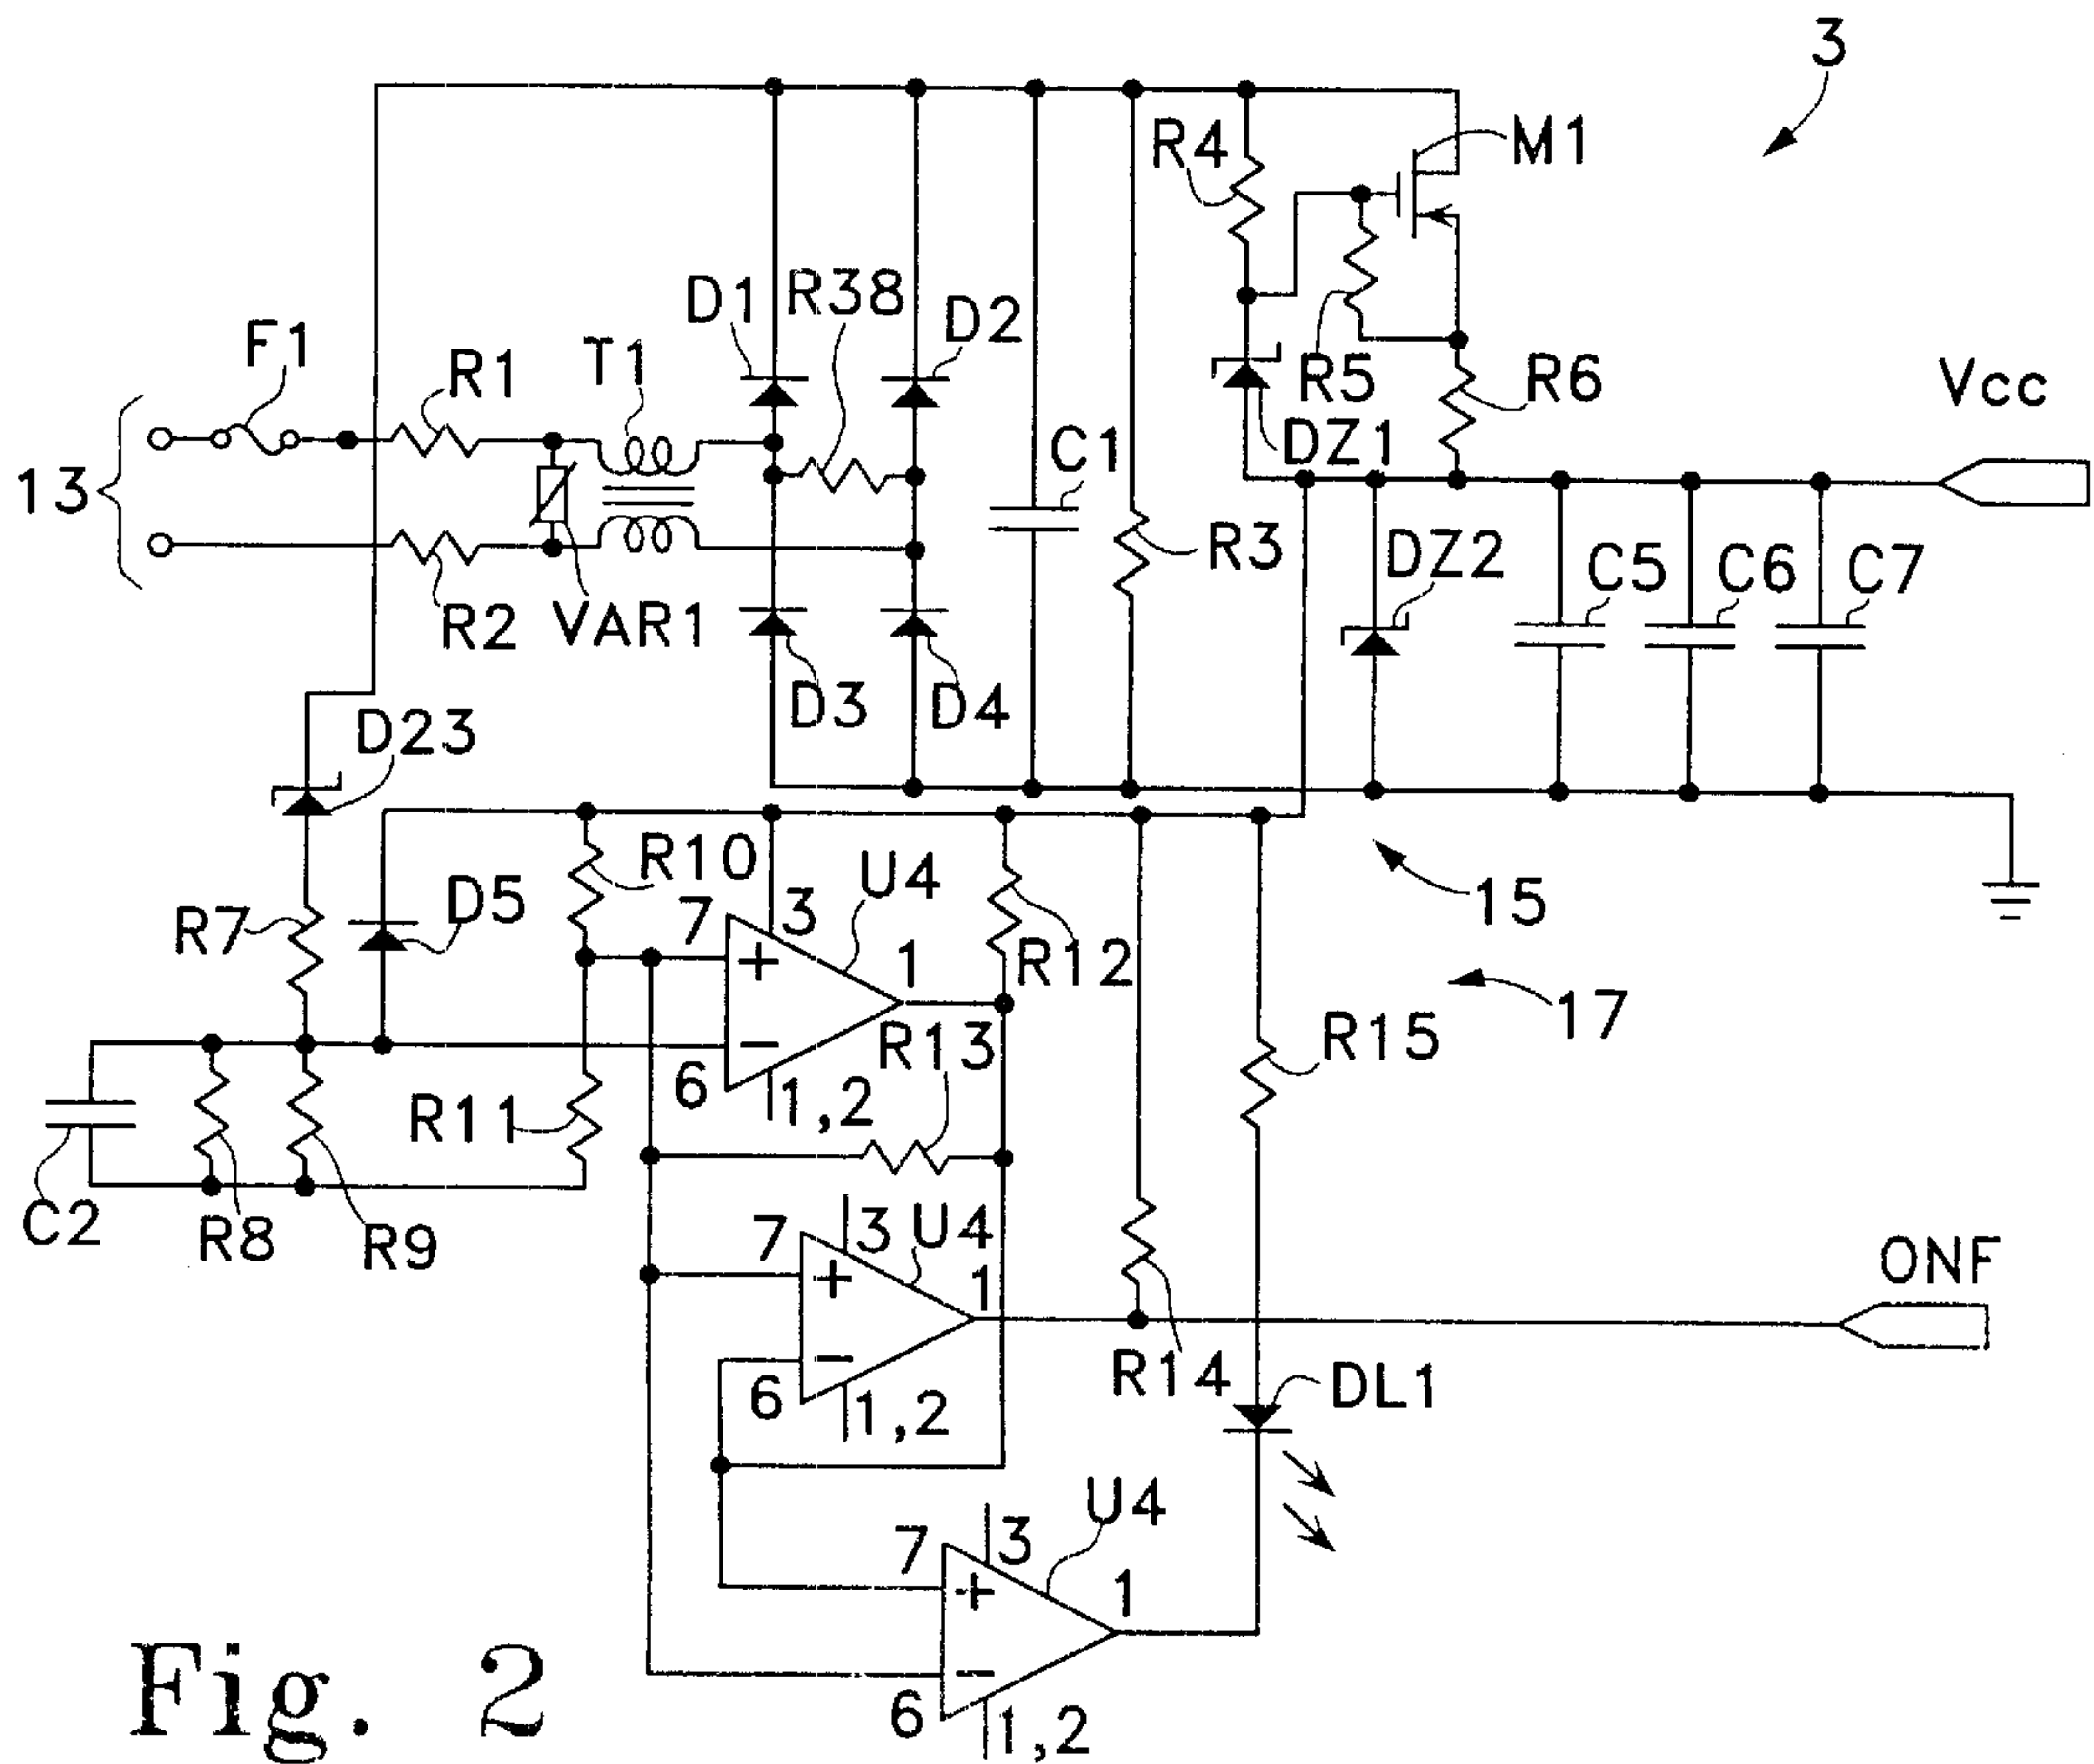 3
R4
M1
D1
R38
D2
F1
R1
T1
R5
R6
Vcc
DZ1
C1
13
R3
DZ2
C5
C6
C7
R2
VAR1
D3
D4
D23
R10
U4
15
R7
D5
7
3
1
R12
17
R13
R15
6
1,2
R11
C2
R8
R9
7
3
U4
1
ONF
R14
DL1
6
1,2
U4
7
3
1
6
1,2
Fig. 2